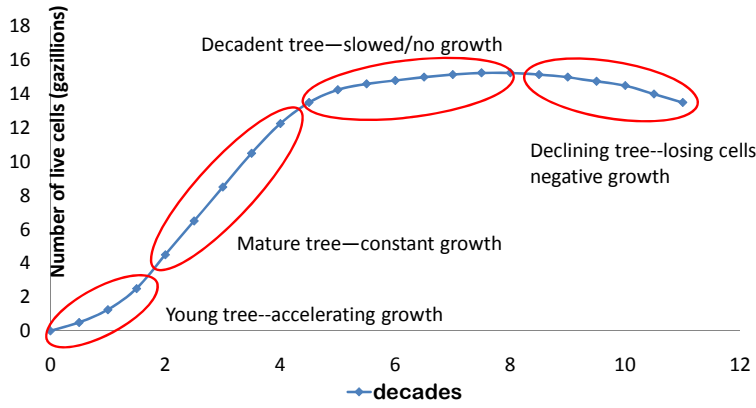 18
16
14
12
10
8
6
4
2
0
Number of live cells (gazillions)
Decadent tree—slowed/no growth
Declining tree--losing cells
negative growth
Mature tree—constant growth
Young tree--accelerating growth
0 2 4 6 8 10 12
decades